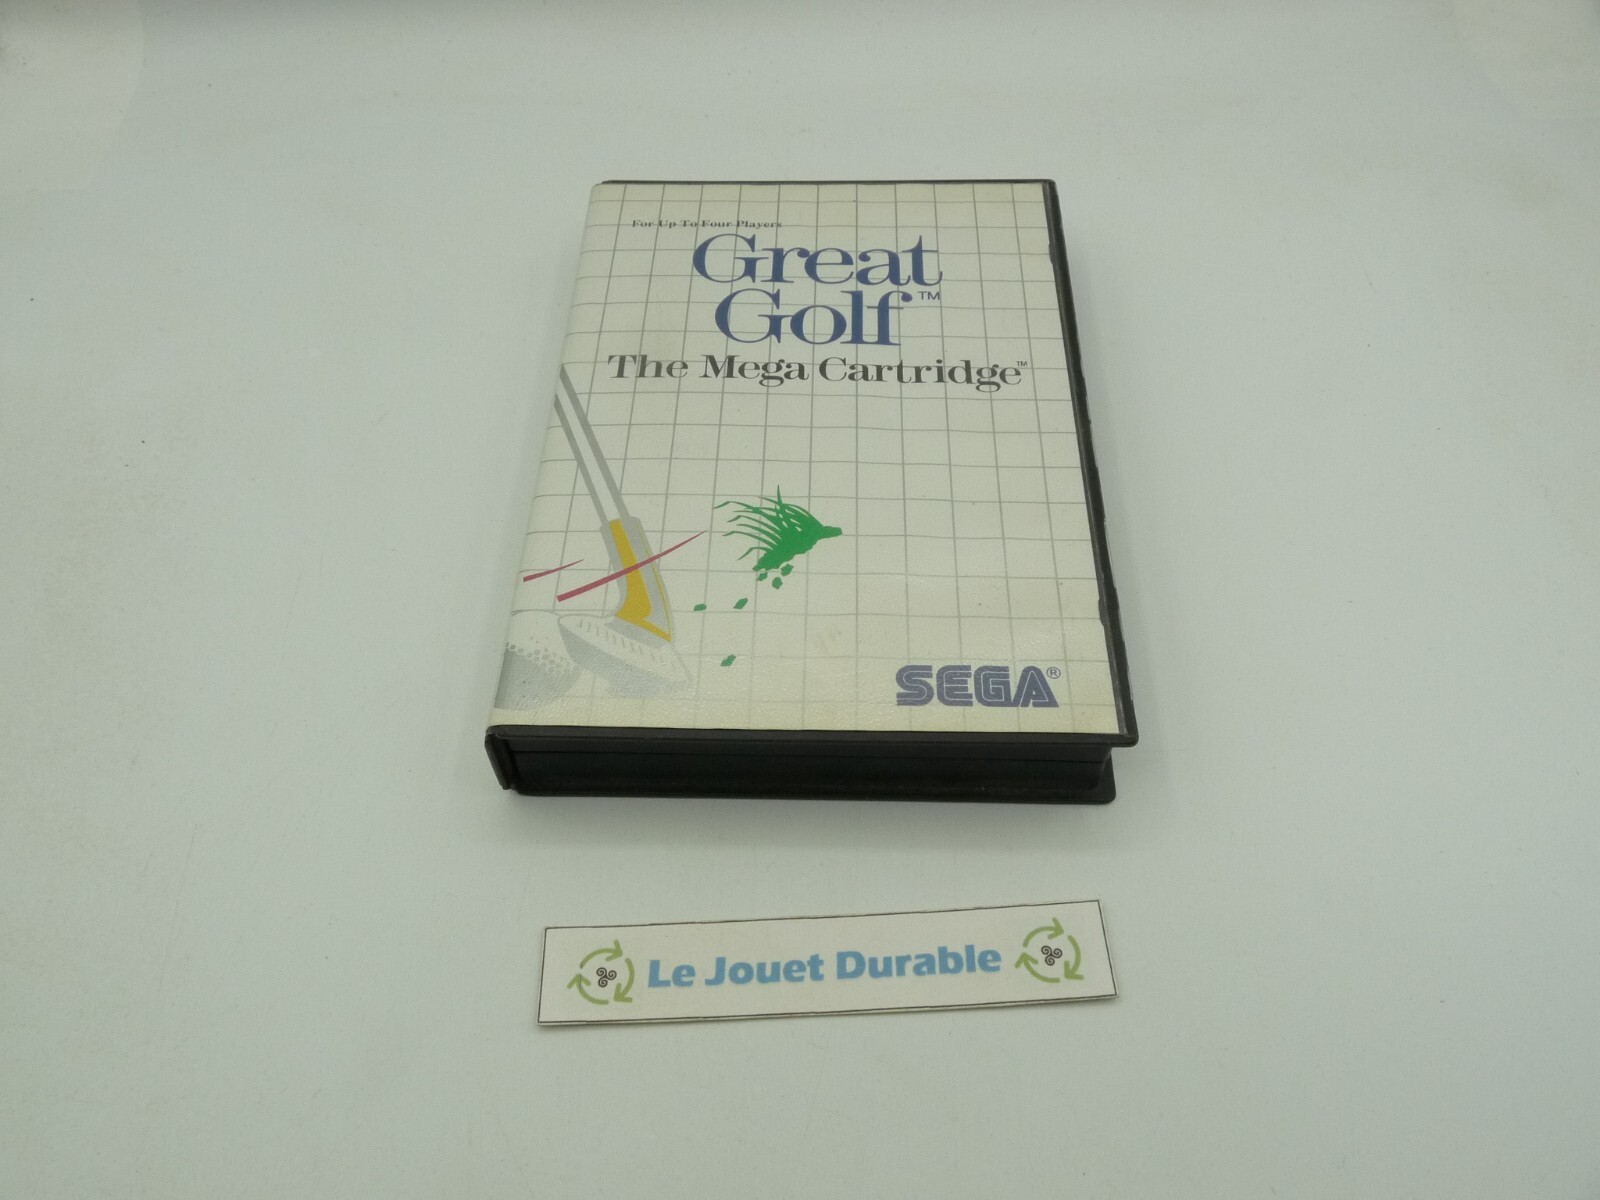 For Up To Four Players
Great
Golf™
The Mega Cartridge™
SEGA®
Le Jouet Durable